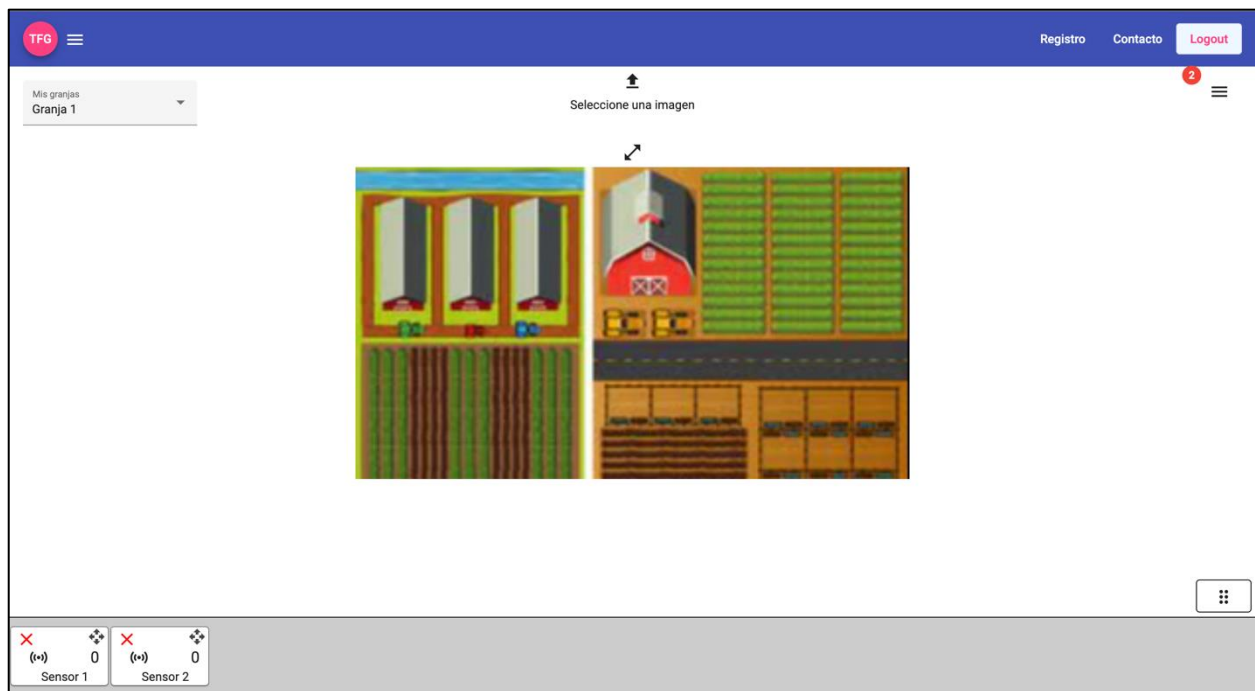 TFG
Registro
Contacto
Logout
Mis granjas
Granja 1
Seleccione una imagen
2
0
Sensor 1
0
Sensor 2